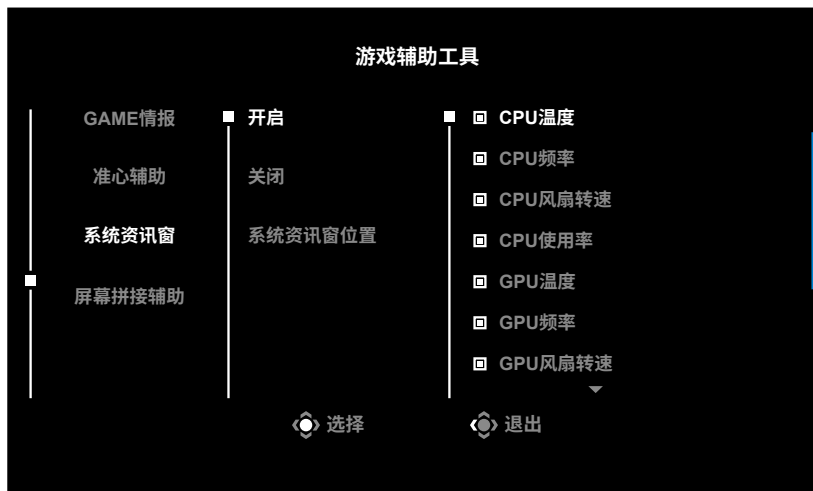 游戏辅助工具
GAME情报
准心辅助
系统资讯窗
屏幕拼接辅助
开启
关闭
系统资讯窗位置
CPU温度
CPU频率
CPU风扇转速
CPU使用率
GPU温度
GPU频率
GPU风扇转速
选择
退出